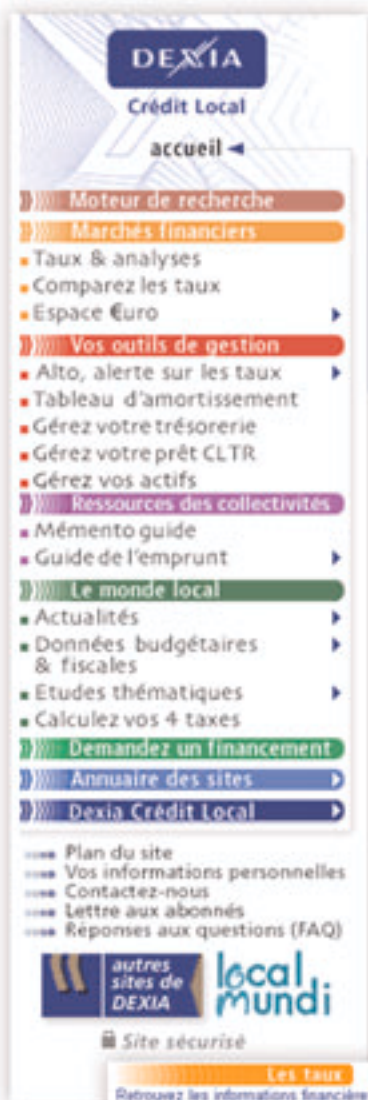 DEXIA
Crédit Local
accueil
Moteur de recherche
Marchés financiers
Taux & analyses
Comparez les taux
Espace €uro
Vos outils de gestion
Alto, alerte sur les taux
Tableau d'amortissement
Gérez votre trésorerie
Gérez votre prêt CLTR
Gérez vos actifs
Ressources des collectivités
Mémento guide
Guide de l'emprunt
Le monde local
Actualités
Données budgétaires
& fiscales
Etudes thématiques
Calculez vos 4 taxes
Demandez un financement
Annuaire des sites
Dexia Crédit Local
Plan du site
Vos informations personnelles
Contactez-nous
Lettre aux abonnés
Réponses aux questions (FAQ)
autres
sites de
DEXIA
local
mundi
Site sécurisé
Les taux
Retrouvez les informations financière